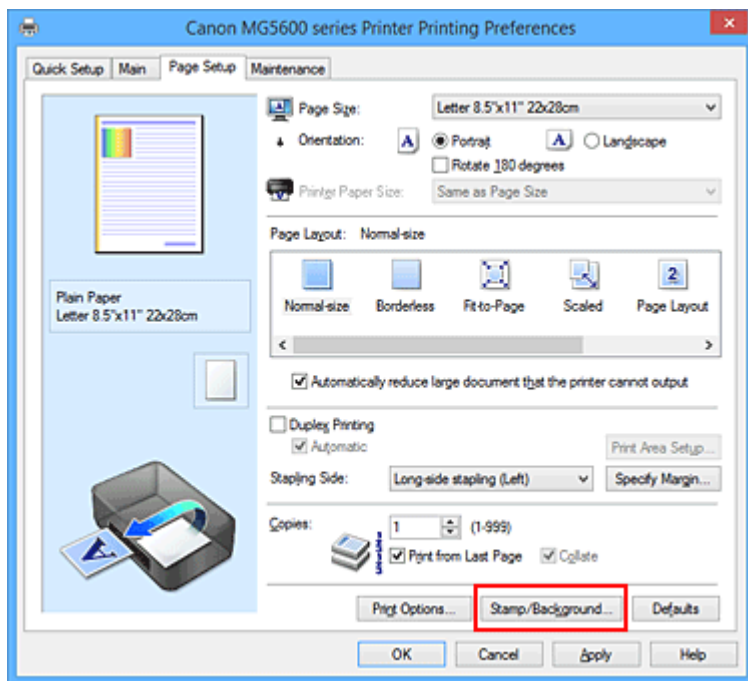 Canon MG5600 series Printer Printing Preferences
Quick Setup Main Page Setup Maintenance
Page Size: Letter 8.5"x11" 22x28cm
Orientation: A Portrait A Landscape
Rotate 180 degrees
Printer Paper Size: Same as Page Size
Page Layout: Normal-size
2
Normal-size Borderless Fit-to-Page Scaled Page Layout
Automatically reduce large document that the printer cannot output
Plain Paper
Letter 8.5"x11" 22x28cm
Duplex Printing
Automatic Print Area Setup...
Stapling Side: Long-side stapling (Left) Specify Margin...
Copies: 1 (1-999)
Print from Last Page Collate
A
Print Options... Stamp/Background... Defaults
OK Cancel Apply Help